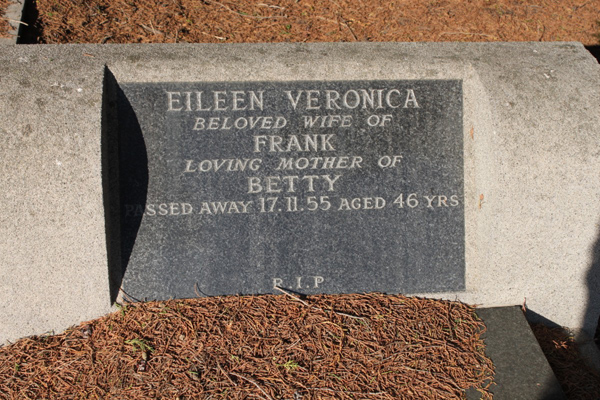 EILEEN VERONICA
BELOVED WIFE OF
FRANK
LOVING MOTHER OF
BETTY
PASSED AWAY 17.11.55 AGED 46 YRS
R.I.P